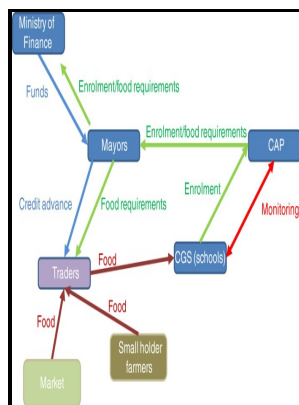 Ministry of
Finance
Enrolment/food requirements
Funds
Enrolment/food requirements
Mayors
CAP
Enrolment
Credit advance
Food requirements
Monitoring
Food
CGS (schools)
Traders
Food
Food
Small holder
farmers
Market